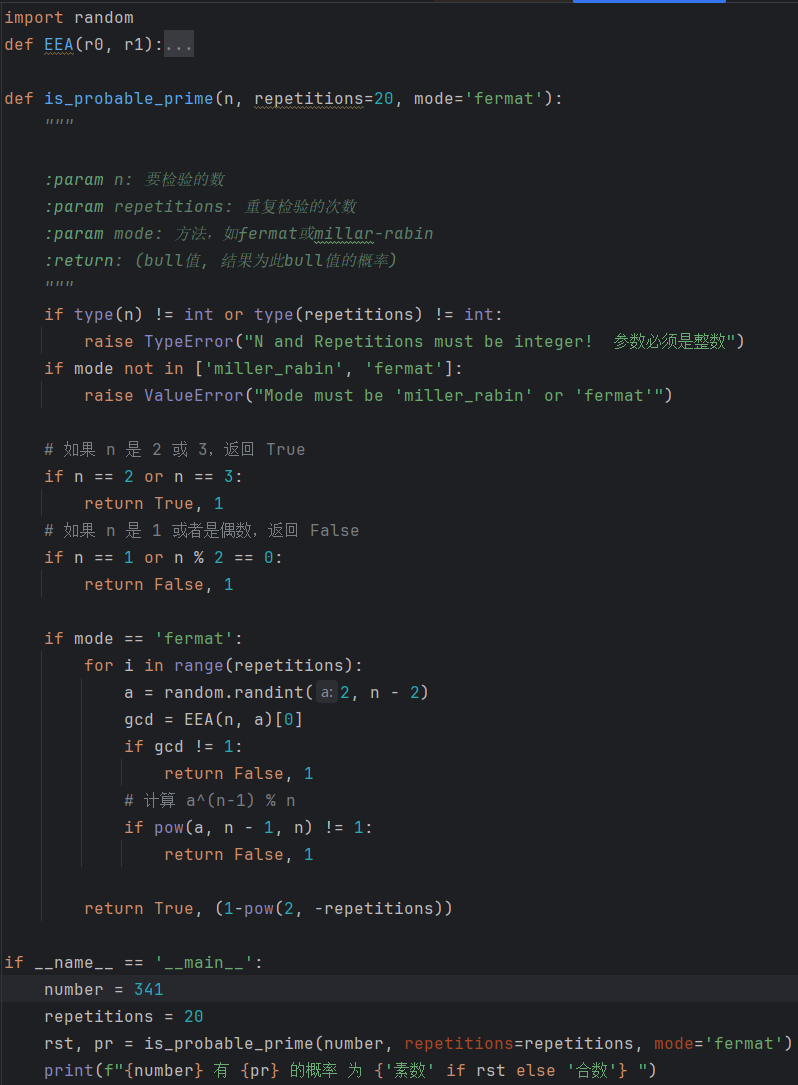 import random
def EEA(r0, r1):...
def is_probable_prime(n, repetitions=20, mode='fermat'):
"""
:param n: 要检验的数
:param repetitions: 重复检验的次数
:param mode: 方法，如fermat或millar-rabin
:return: (bull值, 结果为此bull值的概率)
"""
if type(n) != int or type(repetitions) != int:
raise TypeError("N and Repetitions must be integer!  参数必须是整数")
if mode not in ['miller_rabin', 'fermat']:
raise ValueError("Mode must be 'miller_rabin' or 'fermat'")
# 如果 n 是 2 或 3，返回 True
if n == 2 or n == 3:
return True, 1
# 如果 n 是 1 或者是偶数，返回 False
if n == 1 or n % 2 == 0:
return False, 1
if mode == 'fermat':
for i in range(repetitions):
a = random.randint( a: 2, n - 2)
gcd = EEA(n, a)[0]
if gcd != 1:
return False, 1
# 计算 a^(n-1) % n
if pow(a, n - 1, n) != 1:
return False, 1
return True, (1-pow(2, -repetitions))
if __name__ == '__main__':
number = 341
repetitions = 20
rst, pr = is_probable_prime(number, repetitions=repetitions, mode='fermat')
print(f"{number} 有 {pr} 的概率 为 {'素数' if rst else '合数'} ")